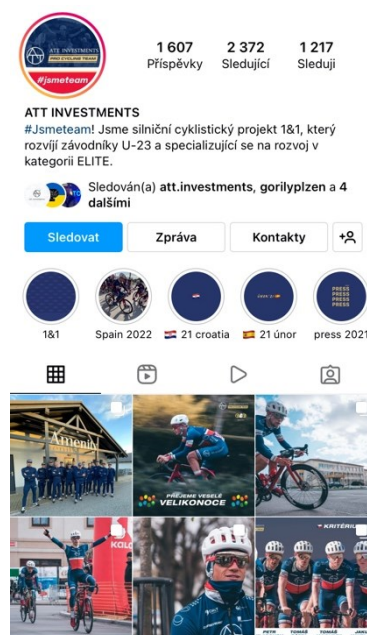 ATT INVESTMENTS
PRO CYCLING TEAM
#jsmeteam
1 607 2 372 1 217
Příspěvky Sledující Sleduji
ATT INVESTMENTS
#Jsmeteam! Jsme silniční cyklistický projekt 1&1, který
rozvíjí závodníky U-23 a specializující se na rozvoj v
kategorii ELITE.
Sledován(a) att.investments, gorilyplzen a 4
dalšími
Sledovat Zpráva Kontakty
PRESS
PRESS
PRESS
PRESS
1&1 Spain 2022 🇭🇷 21 croatia 🇪🇸 21 únor press 2021
Amenity
PŘEJEME VESELÉ
VELIKONOCE
KRITÉRIU
PETR TOMÁŠ TOMÁŠ JAK